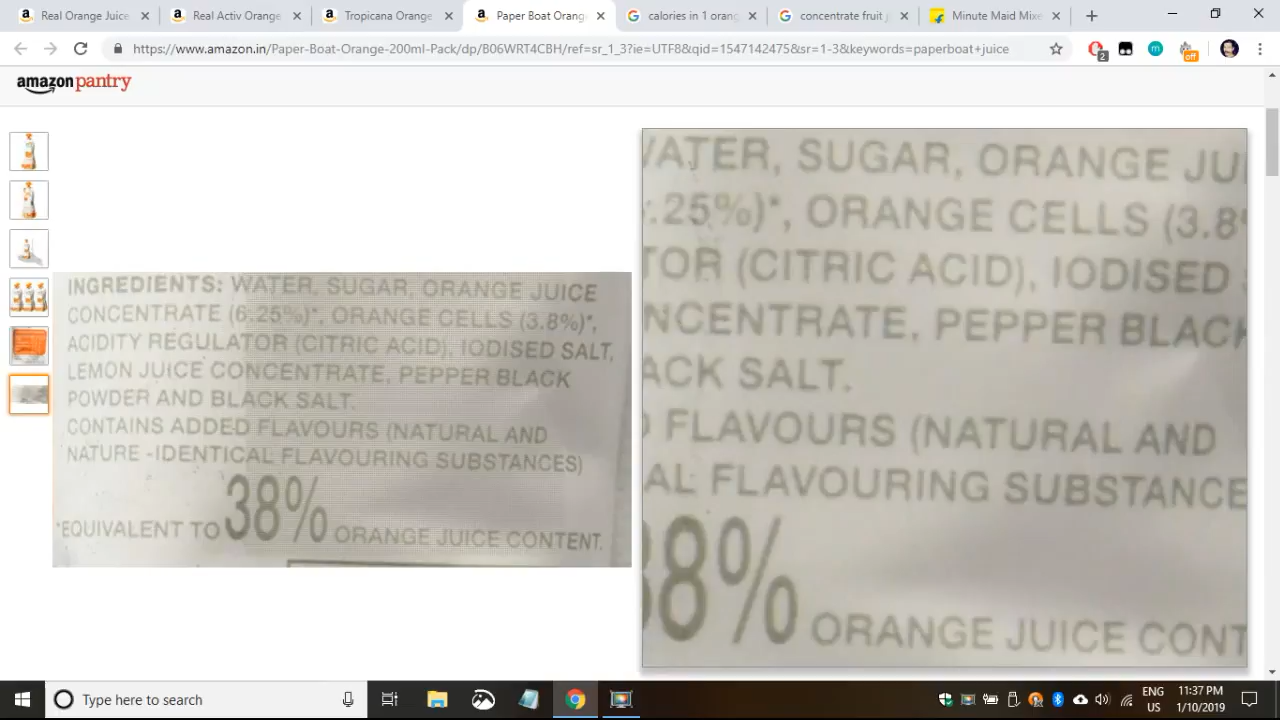 Real Orange Juice
Real Activ Orange
Tropicana Orange
Paper Boat Orang
calories in 1 orang
concentrate fruit j
Minute Maid Mixe
https://www.amazon.in/Paper-Boat-Orange-200ml-Pack/dp/B06WRT4CBH/ref=sr_1_3?ie=UTF8&qid=1547142475&sr=1-3&keywords=paperboat+juice
2
off
amazon pantry
INGREDIENTS: WATER, SUGAR, ORANGE JUICE
CONCENTRATE (6.25%)*, ORANGE CELLS (3.8%)*,
ACIDITY REGULATOR (CITRIC ACID), IODISED SALT,
LEMON JUICE CONCENTRATE, PEPPER BLACK
POWDER AND BLACK SALT.
CONTAINS ADDED FLAVOURS (NATURAL AND
NATURE -IDENTICAL FLAVOURING SUBSTANCES)
*EQUIVALENT TO 38% ORANGE JUICE CONTENT.
WATER, SUGAR, ORANGE JUI
.25%)*, ORANGE CELLS (3.8%
TOR (CITRIC ACID), IODISED S
NCENTRATE, PEPPER BLACK
ACK SALT.
D FLAVOURS (NATURAL AND
AL FLAVOURING SUBSTANCE
38% ORANGE JUICE CONT
Type here to search
ENG
US
11:37 PM
1/10/2019